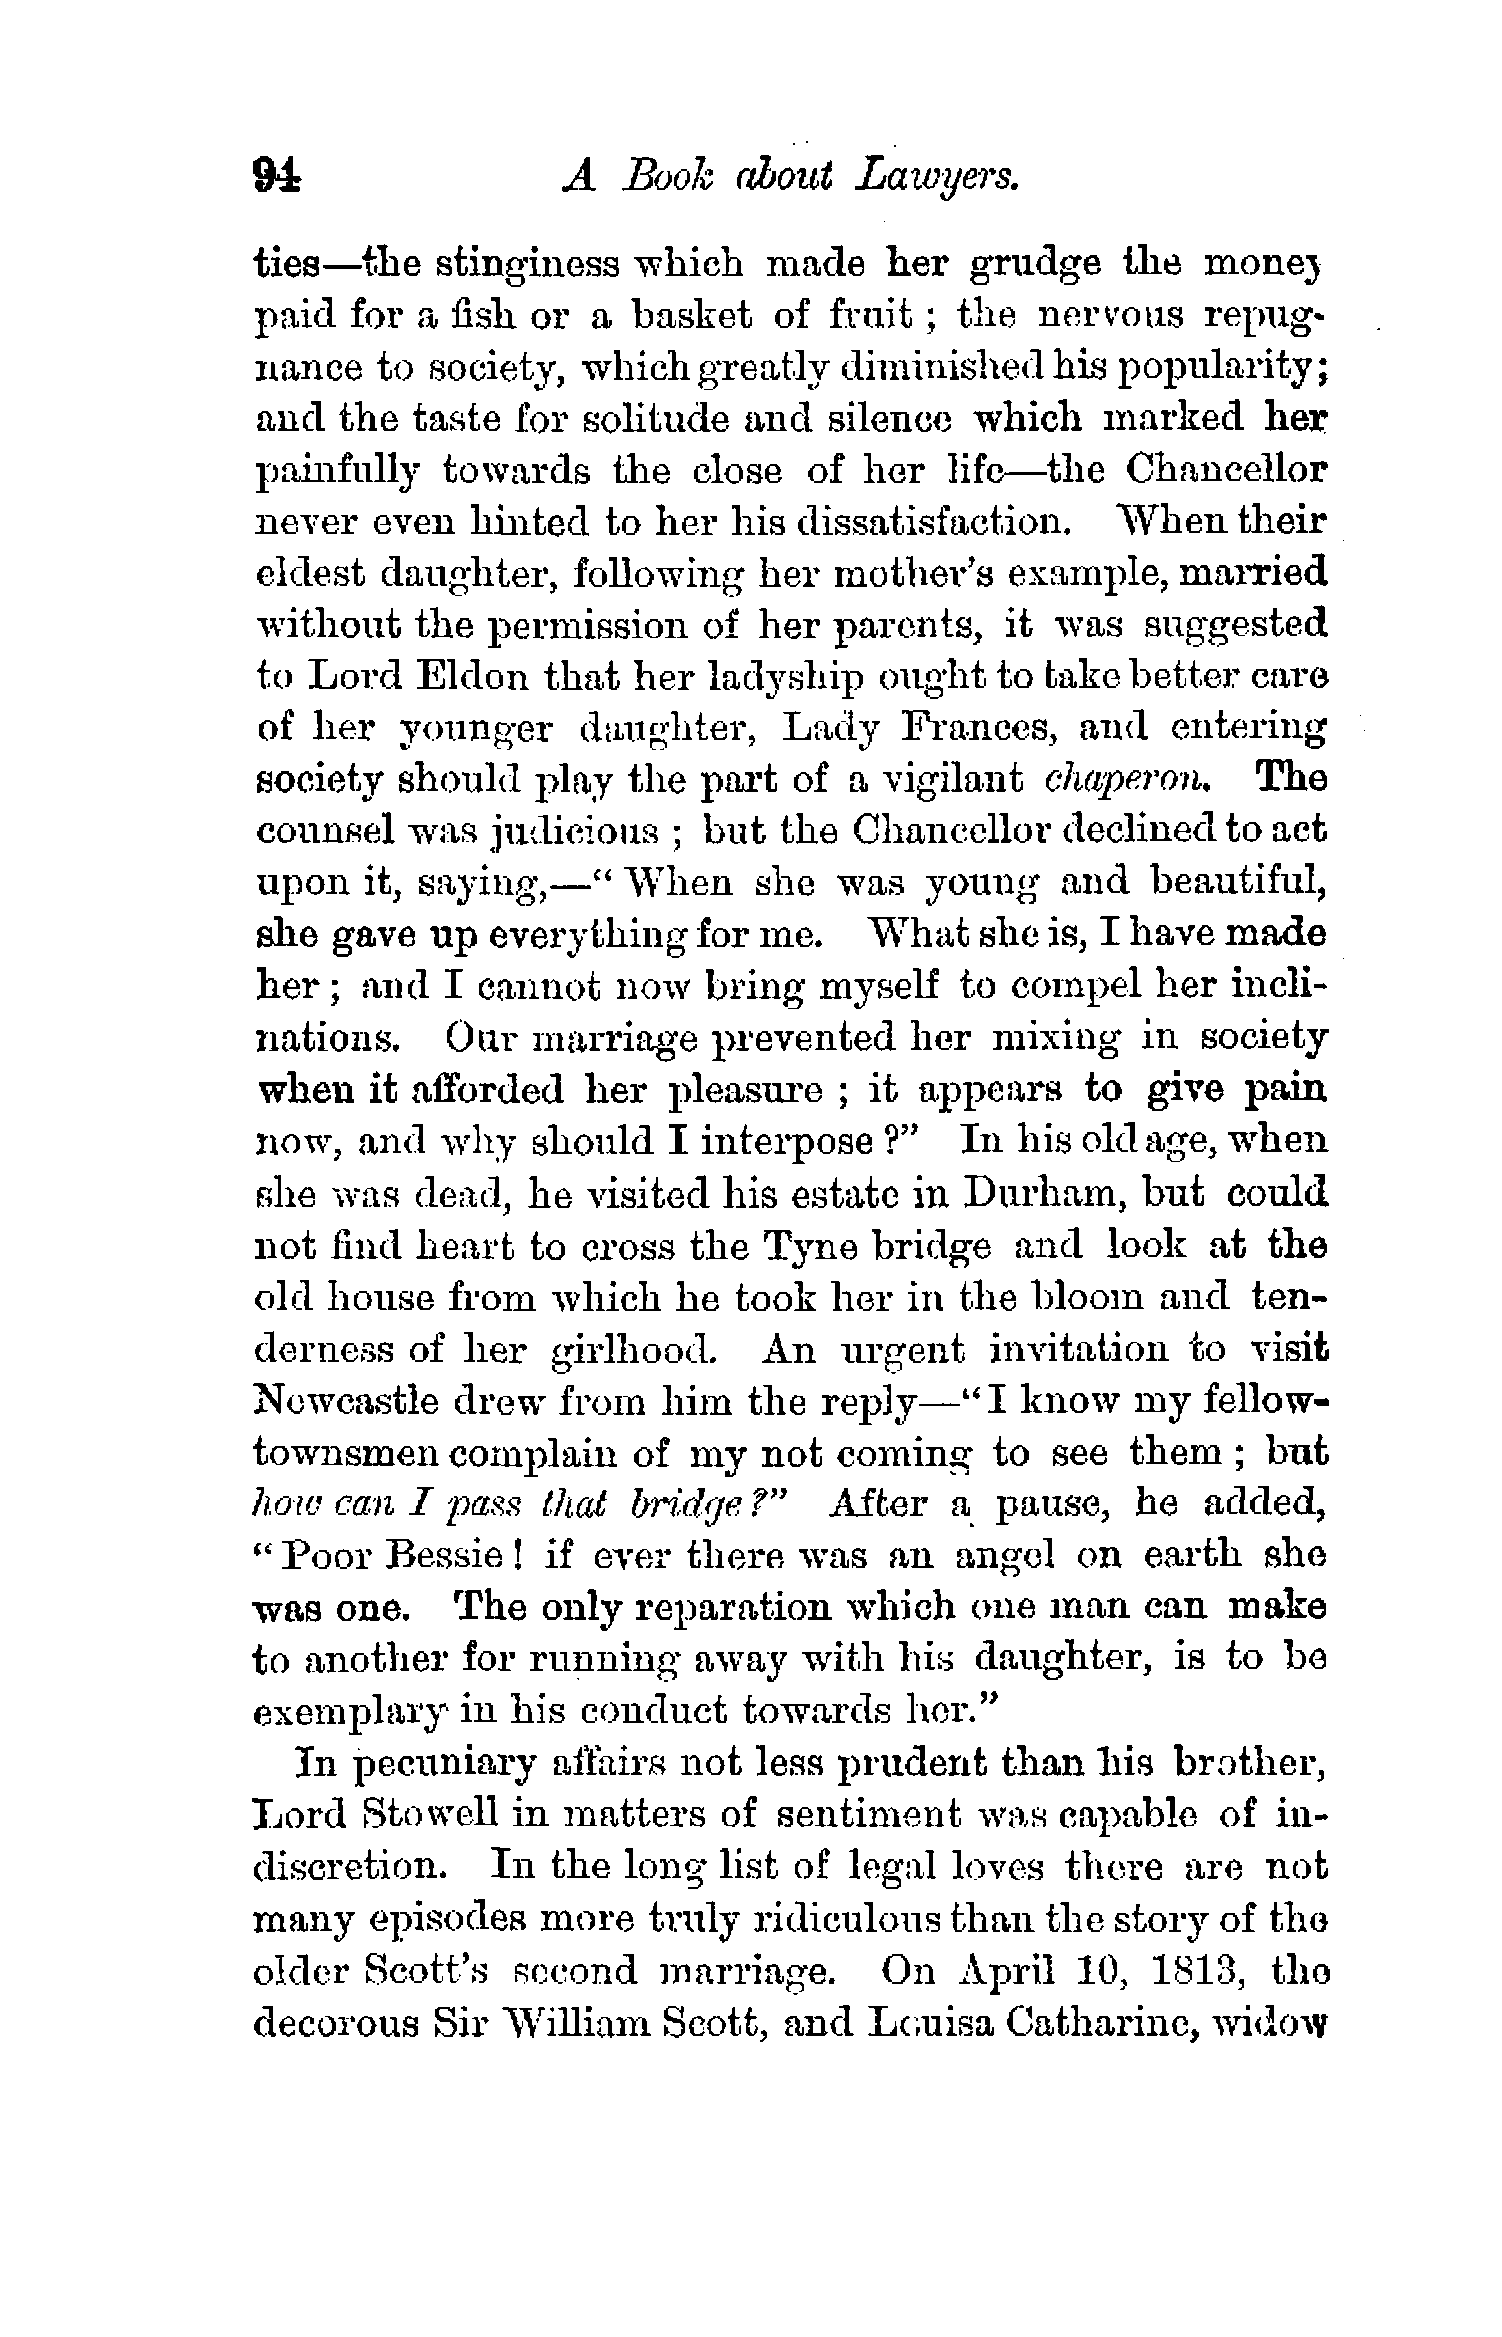 94 A Book about Lawyers.
ties—the stinginess which made her grudge the money
paid for a fish or a basket of fruit ; the nervous repug-
nance to society, which greatly diminished his popularity;
and the taste for solitude and silence which marked her
painfully towards the close of her life—the Chancellor
never even hinted to her his dissatisfaction. When their
eldest daughter, following her mother's example, married
without the permission of her parents, it was suggested
to Lord Eldon that her ladyship ought to take better care
of her younger daughter, Lady Frances, and entering
society should play the part of a vigilant chaperon. The
counsel was judicious ; but the Chancellor declined to act
upon it, saying,—" When she was young and beautiful,
she gave up everything for me. What she is, I have made
her ; and I cannot now bring myself to compel her incli-
nations. Our marriage prevented her mixing in society
when it afforded her pleasure ; it appears to give pain
now, and why should I interpose ?" In his old age, when
she was dead, he visited his estate in Durham, but could
not find heart to cross the Tyne bridge and look at the
old house from which he took her in the bloom and ten-
derness of her girlhood. An urgent invitation to visit
Newcastle drew from him the reply—"I know my fellow-
townsmen complain of my not coming to see them ; but
how can I pass that bridge ?" After a pause, he added,
" Poor Bessie ! if ever there was an angel on earth she
was one. The only reparation which one man can make
to another for running away with his daughter, is to be
exemplary in his conduct towards her."
In pecuniary affairs not less prudent than his brother,
Lord Stowell in matters of sentiment was capable of in-
discretion. In the long list of legal loves there are not
many episodes more truly ridiculous than the story of the
older Scott's second marriage. On April 10, 1813, the
decorous Sir William Scott, and Louisa Catharine, widow